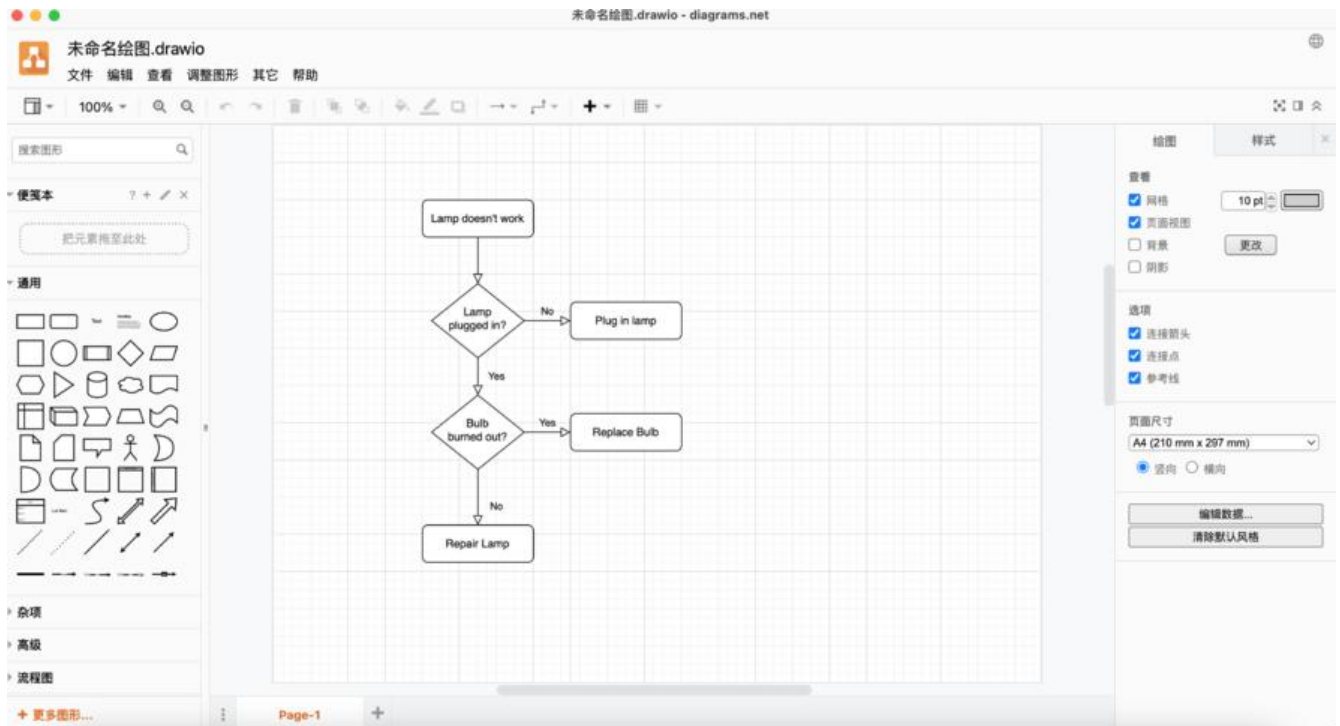 未命名绘图.drawio - diagrams.net
未命名绘图.drawio
文件 编辑 查看 调整图形 其它 帮助
100%
搜索图形
便笺本 ? + ×
把元素拖至此处
通用
Text
杂项
高级
流程图
+ 更多图形...
Lamp doesn't work
Lamp
plugged in?
No
Plug in lamp
Yes
Bulb
burned out?
Yes
Replace Bulb
No
Repair Lamp
Page-1 +
绘图 样式
查看
网格 10 pt
页面视图
背景 更改
阴影
选项
连接箭头
连接点
参考线
页面尺寸
A4 (210 mm x 297 mm)
竖向 横向
编辑数据...
清除默认风格